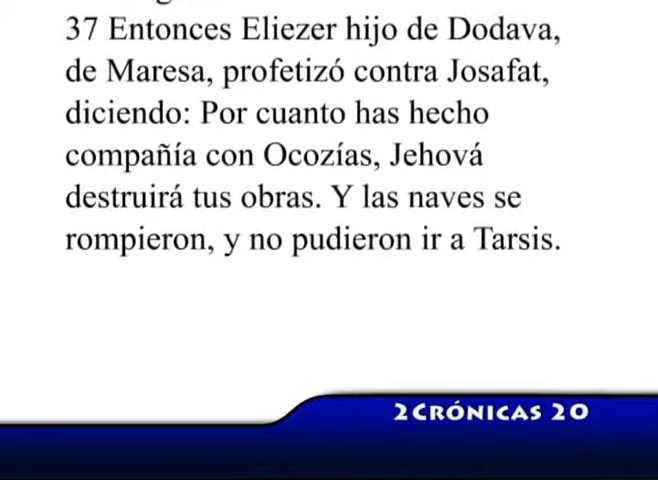 37 Entonces Eliezer hijo de Dodava,
de Maresa, profetizó contra Josafat,
diciendo: Por cuanto has hecho
compañía con Ocozías, Jehová
destruirá tus obras. Y las naves se
rompieron, y no pudieron ir a Tarsis.
2Crónicas 20